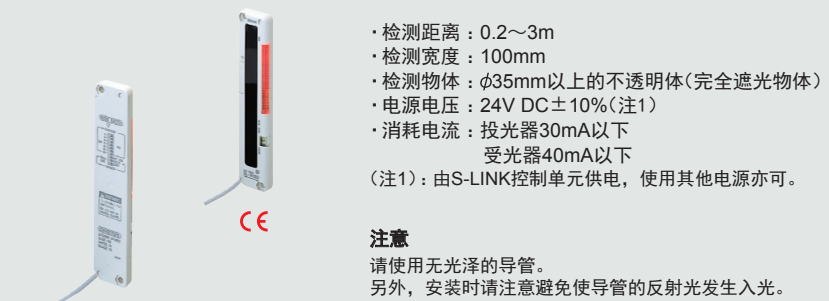 ·检测距离：0.2～3m
·检测宽度：100mm
·检测物体：ϕ35mm以上的不透明体（完全遮光物体）
·电源电压：24V DC±10%（注1）
·消耗电流：投光器30mA以下
受光器40mA以下
（注1）：由S-LINK控制单元供电，使用其他电源亦可。
CE
注意
请使用无光泽的导管。
另外，安装时请注意避免使导管的反射光发生入光。